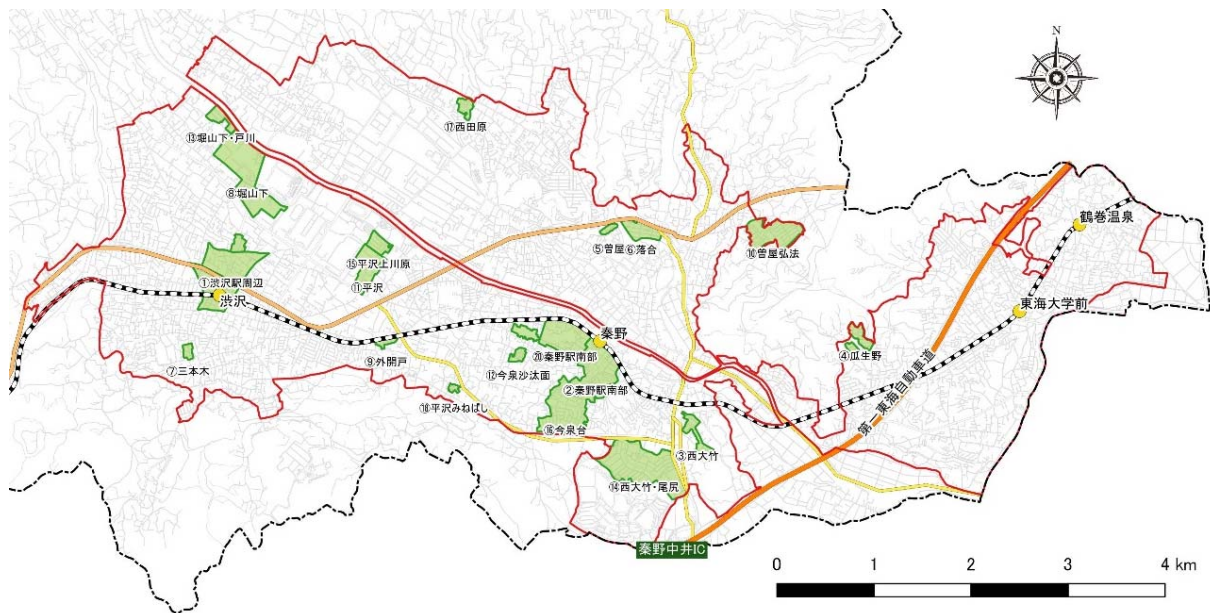 N
⑬堀山下・戸川
⑰西田原
⑧堀山下
鶴巻温泉
⑤曽屋
⑥落合
⑩曽屋弘法
⑮平沢上川原
①渋沢駅周辺
⑪平沢
渋沢
東海大学前
秦野
⑳秦野駅南部
④瓜生野
⑨外開戸
⑦三本木
⑫今泉沙汰面
②秦野駅南部
第一東海自動車道
⑱平沢みねばし
⑯今泉台
③西大竹
⑭西大竹・尾尻
秦野中井IC
0 1 2 3 4 km